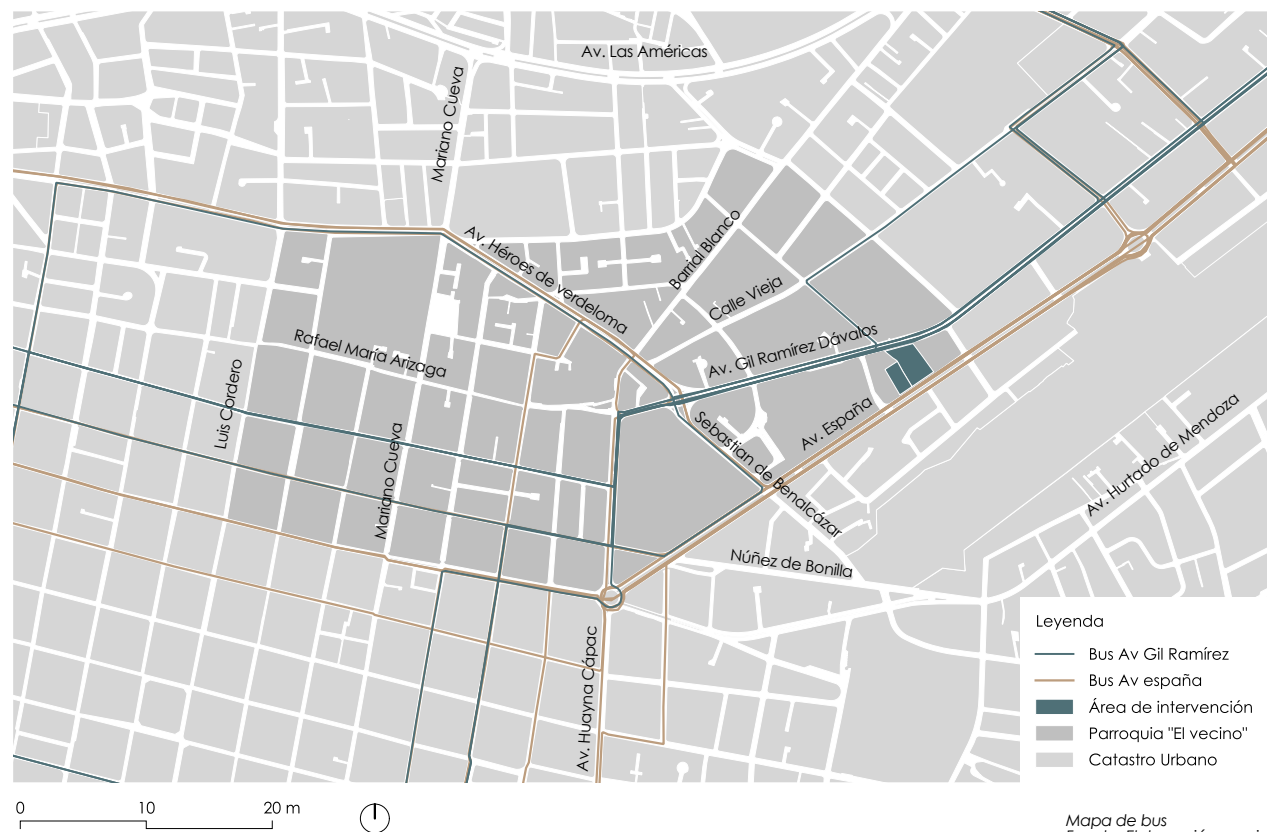 Av. Las Américas
Mariano Cueva
Av. Héroes de verdeloma
Barrial Blanco
Calle Vieja
Rafael María Arizaga
Av. Gil Ramírez Dávalos
Luis Cordero
Mariano Cueva
Av. España
Sebastian de Benalcázar
Av. Hurtado de Mendoza
Núñez de Bonilla
Av. Huayna Cápac
Leyenda
Bus Av Gil Ramírez
Bus Av españa
Área de intervención
Parroquia "El vecino"
Catastro Urbano
0 10 20 m
Mapa de bus